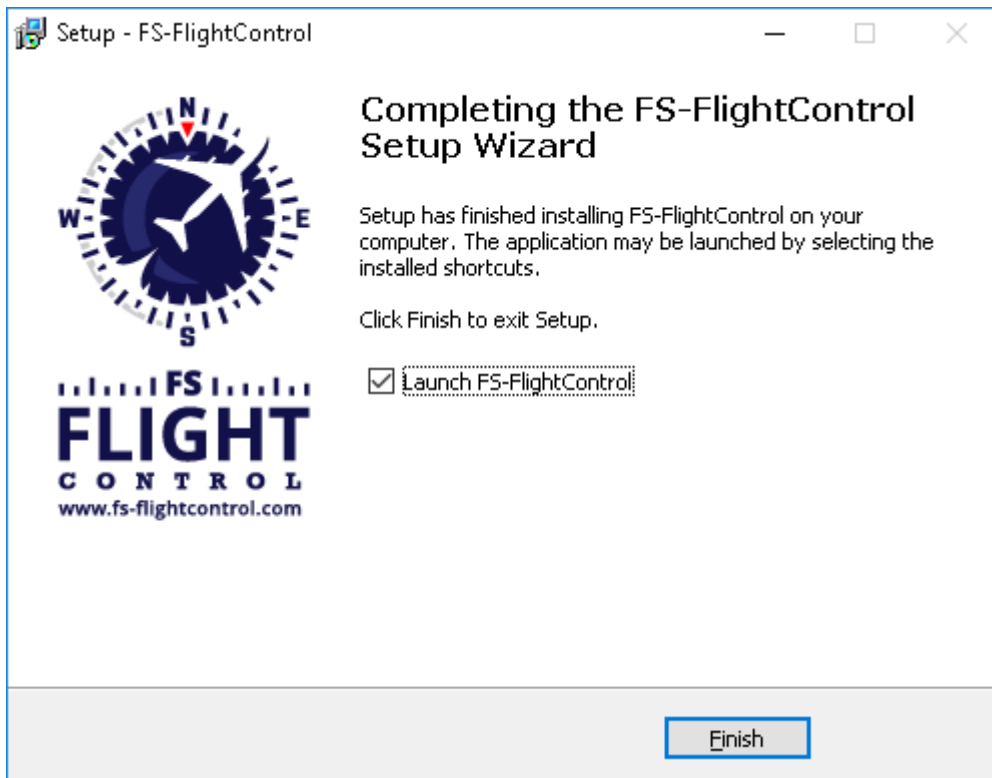 Setup - FS-FlightControl
N
W
E
S
FS
FLIGHT
CONTROL
www.fs-flightcontrol.com
Completing the FS-FlightControl
Setup Wizard
Setup has finished installing FS-FlightControl on your
computer. The application may be launched by selecting the
installed shortcuts.
Click Finish to exit Setup.
Launch FS-FlightControl
Finish